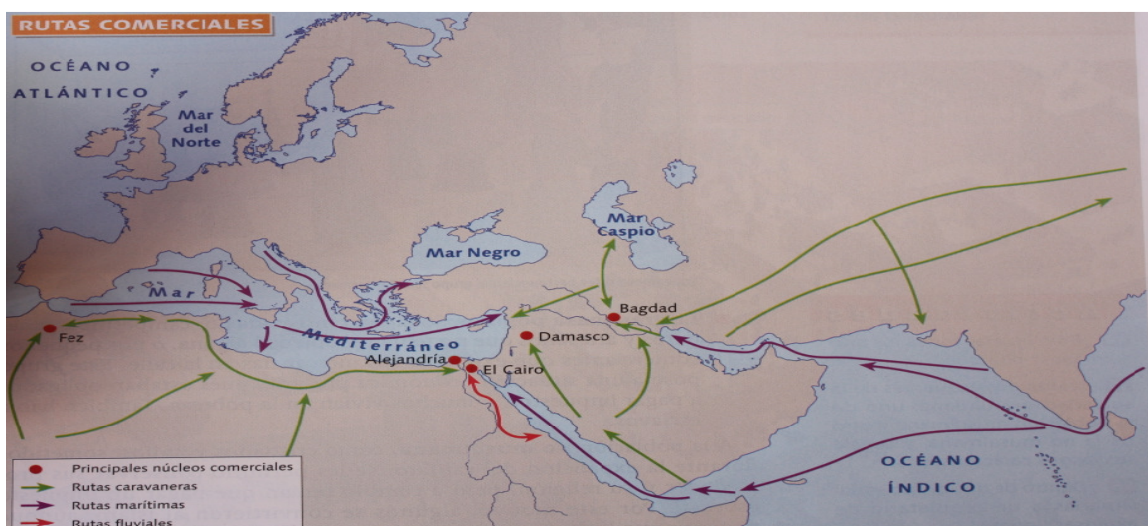 RUTAS COMERCIALES
OCÉANO
ATLÁNTICO
Mar
del
Norte
Mar
Caspio
Mar Negro
Mar
Mediterráneo
Bagdad
Damasco
Fez
Alejandría
El Cairo
OCÉANO
ÍNDICO
Principales núcleos comerciales
Rutas caravaneras
Rutas marítimas
Rutas fluviales